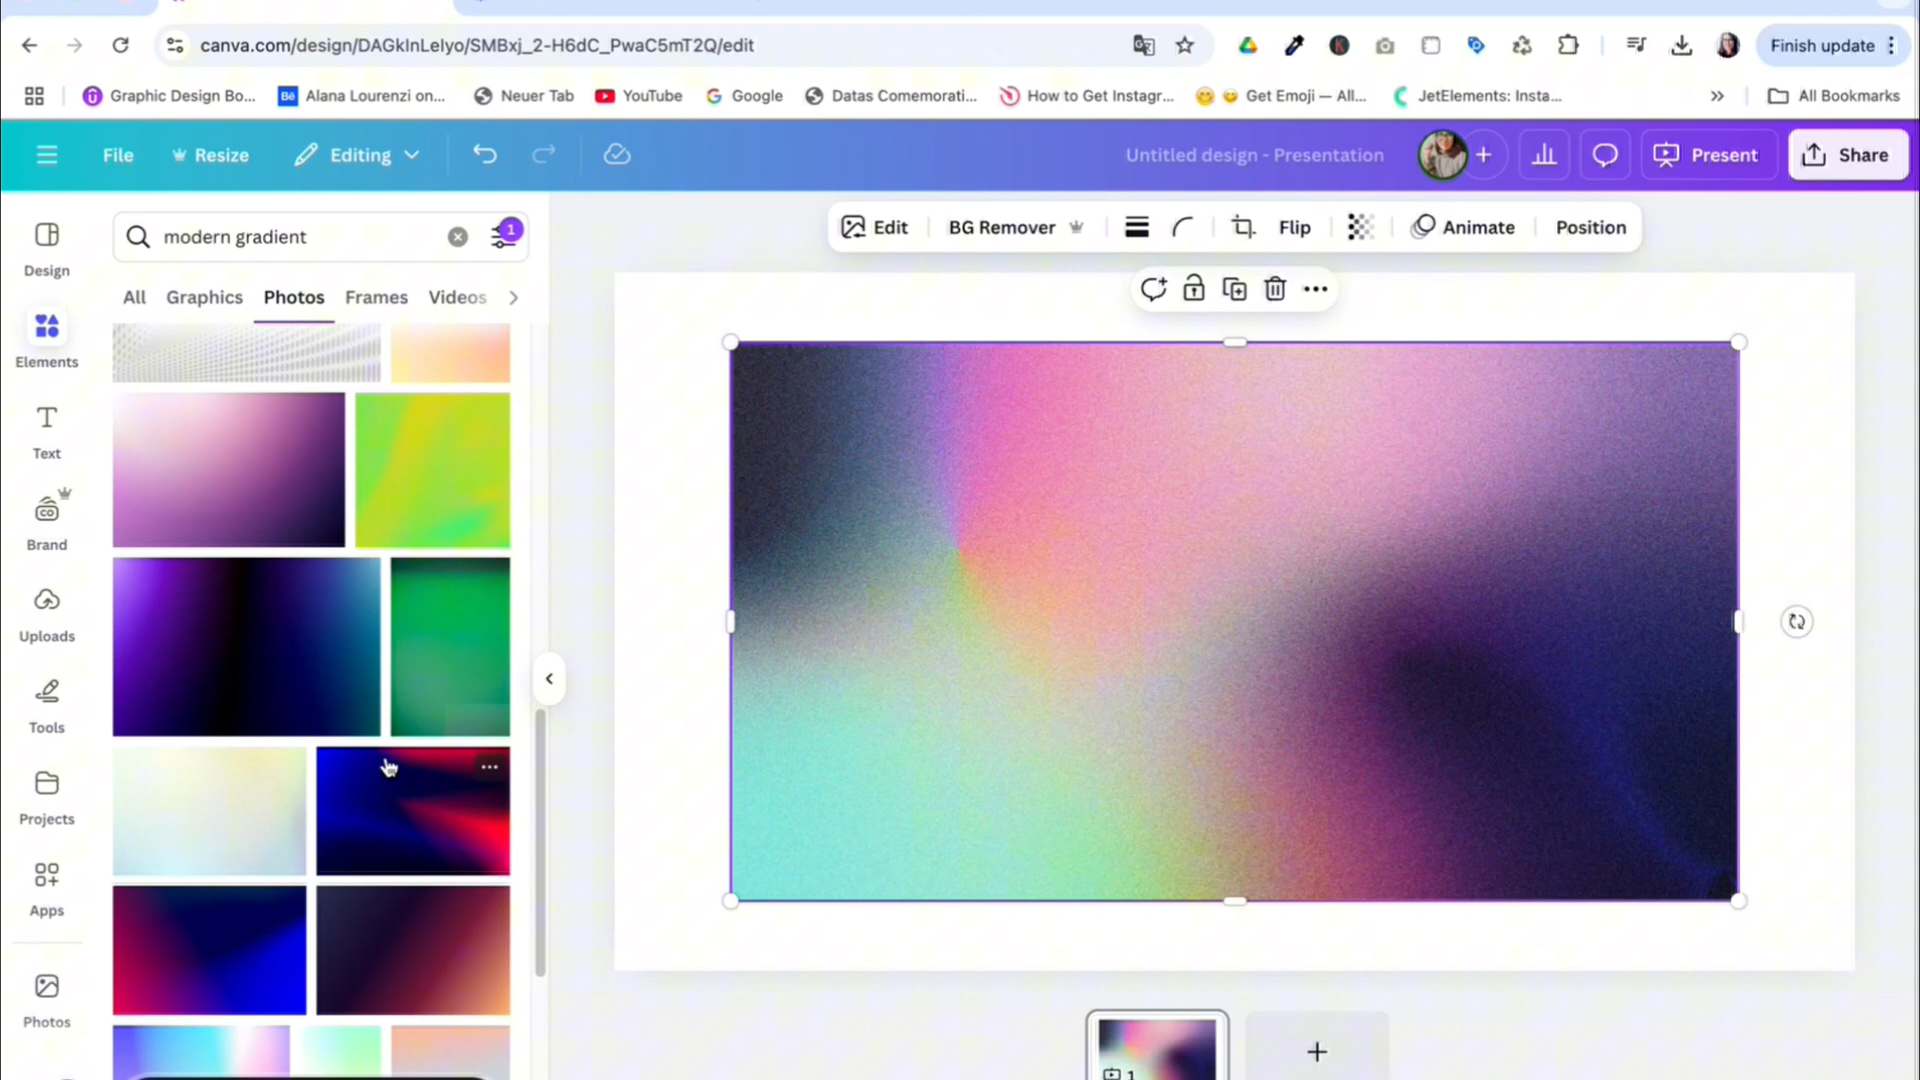 canva.com/design/DAGkInLeIyo/SMBxj_2-H6dC_PwaC5mT2Q/edit
Finish update
Graphic Design Bo...
Bē Alana Lourenzi on...
Neuer Tab
YouTube
Google
Datas Comemorati...
How to Get Instagr...
Get Emoji — All...
JetElements: Insta...
All Bookmarks
File
Resize
Editing
Untitled design - Presentation
Present
Share
modern gradient
1
Edit
BG Remover
Flip
Animate
Position
All
Graphics
Photos
Frames
Videos
Design
Elements
Text
Brand
Uploads
Tools
Projects
Apps
Photos
1